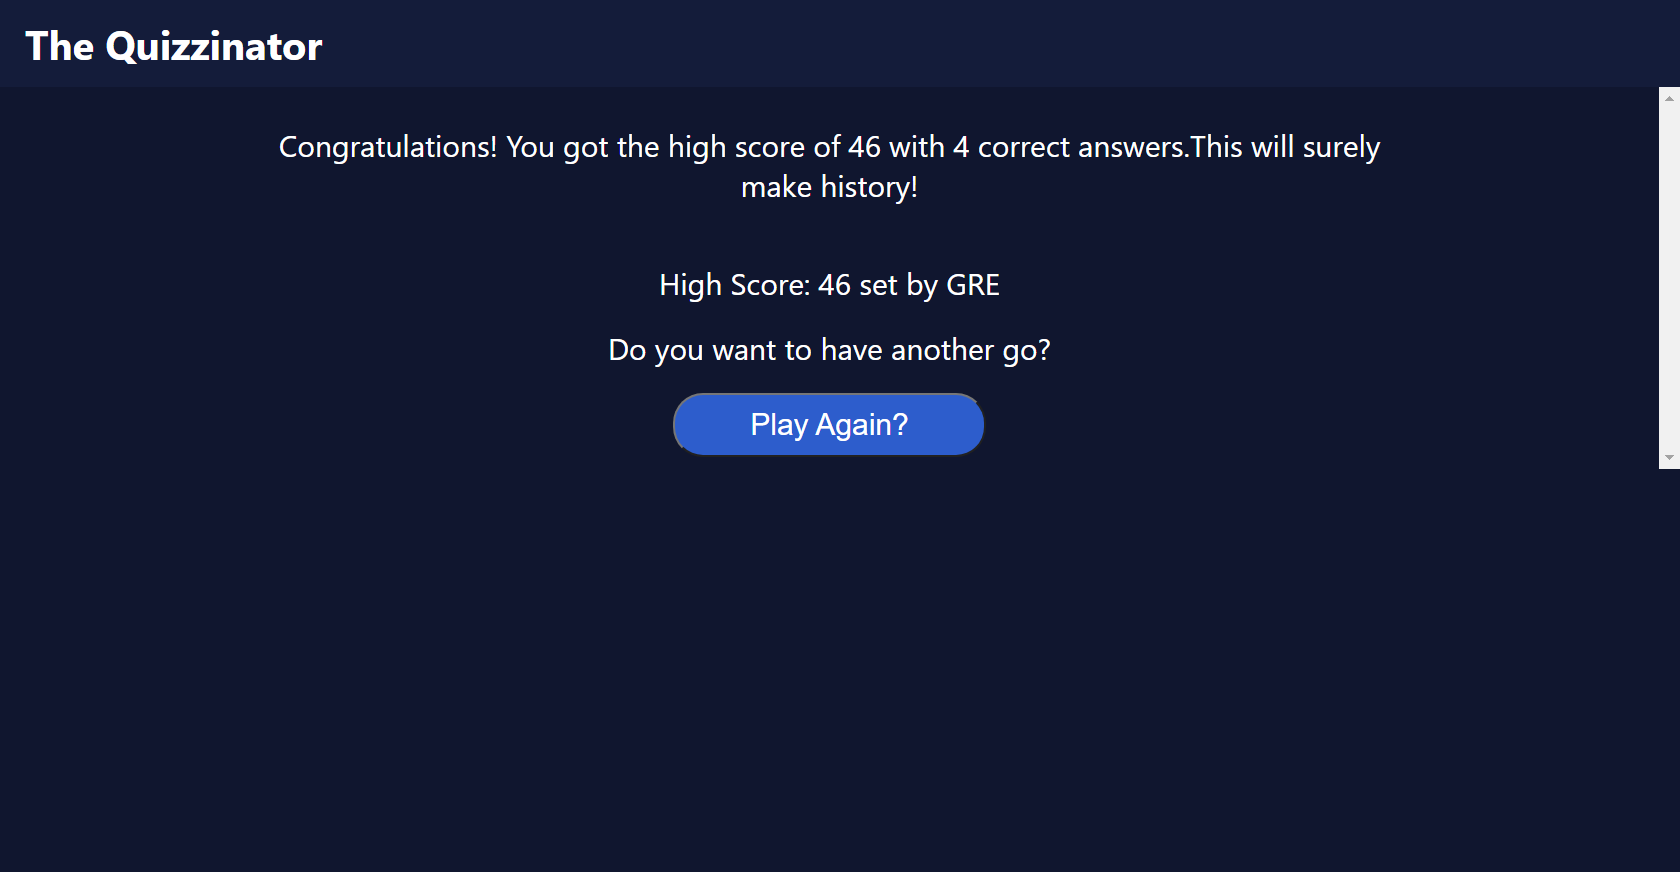 The Quizzinator
Congratulations! You got the high score of 46 with 4 correct answers.This will surely
make history!
High Score: 46 set by GRE
Do you want to have another go?
Play Again?